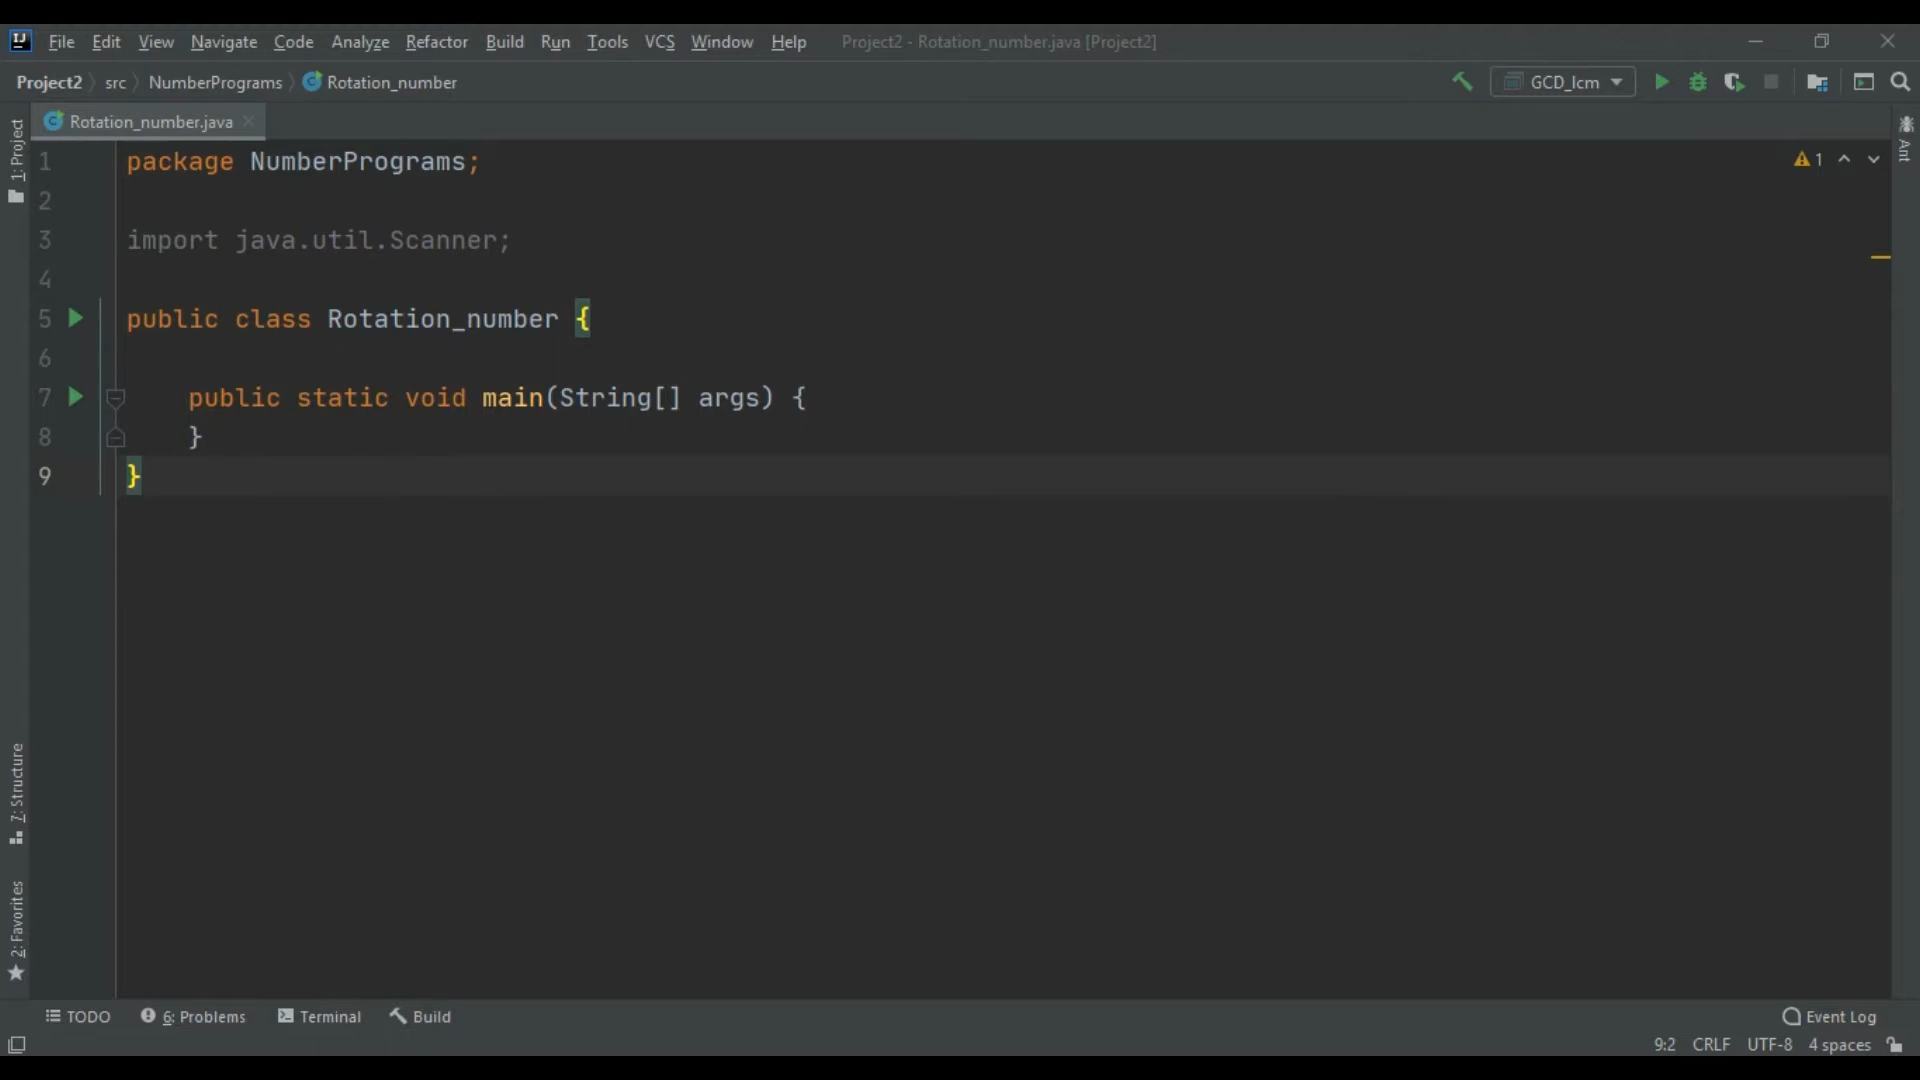 IJ File Edit View Navigate Code Analyze Refactor Build Run Tools VCS Window Help Project2 - Rotation_number.java [Project2]
Project2 src NumberPrograms Rotation_number GCD_lcm
Rotation_number.java
1 package NumberPrograms;
2
3 import java.util.Scanner;
4
5 public class Rotation_number {
6
7 public static void main(String[] args) {
8 }
9 }
1
1: Project
7: Structure
2: Favorites
Ant
TODO 6: Problems Terminal Build Event Log
9:2 CRLF UTF-8 4 spaces